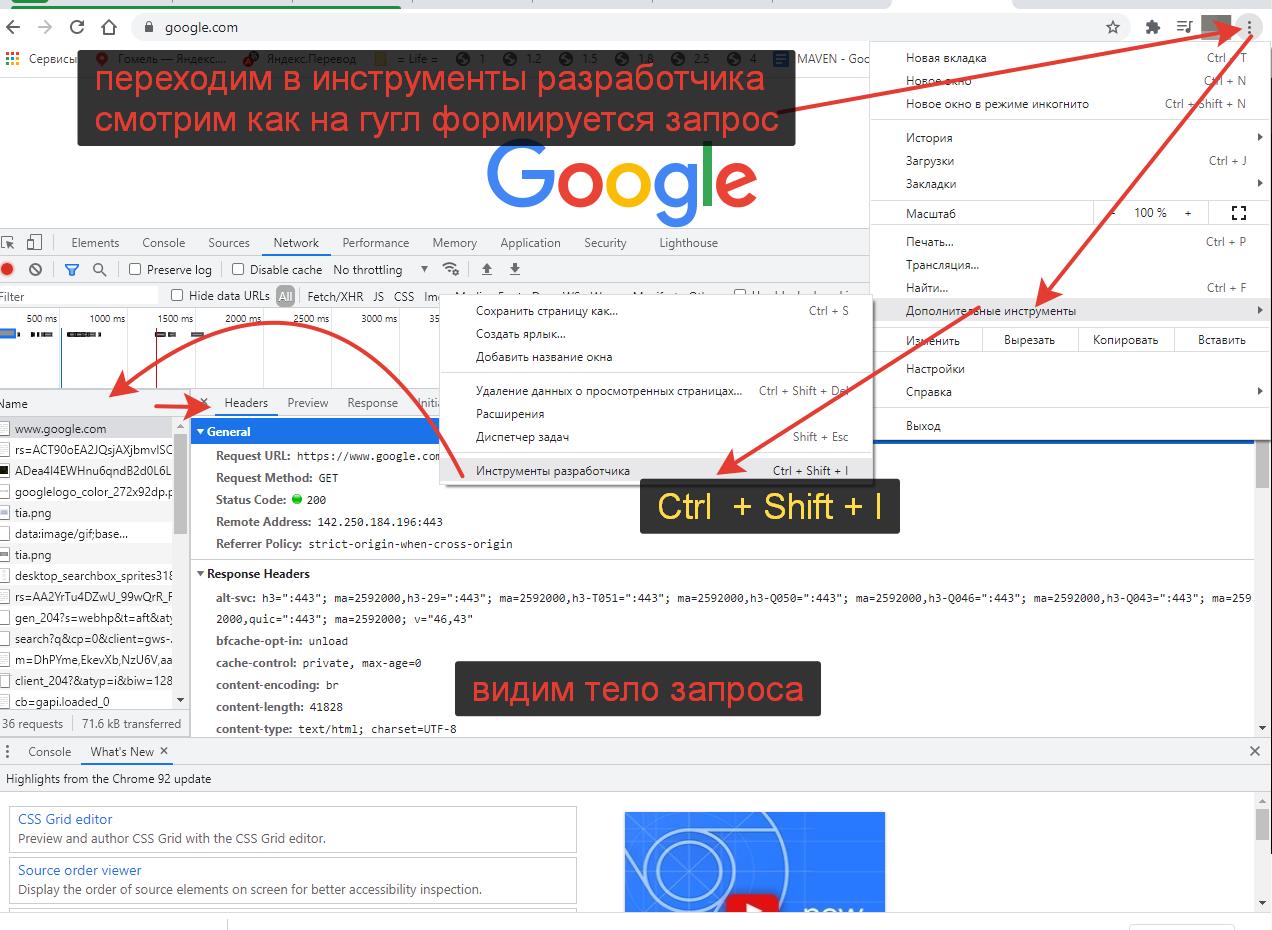 google.com
Сервисы
Гомель — Яндекс....
Яндекс.Перевод
= Life =
1
1.2
1.5
1.8
2.5
4
MAVEN - Goo
переходим в инструменты разработчика
смотрим как на гугл формируется запрос
Google
Новая вкладка Ctrl + T
Новое окно Ctrl + N
Новое окно в режиме инкогнито Ctrl + Shift + N
История
Загрузки Ctrl + J
Закладки
Масштаб - 100 % +
Печать... Ctrl + P
Трансляция...
Найти... Ctrl + F
Дополнительные инструменты
Изменить Вырезать Копировать Вставить
Настройки
Справка
Выход
Elements Console Sources Network Performance Memory Application Security Lighthouse
Preserve log Disable cache No throttling
Filter Hide data URLs All Fetch/XHR JS CSS
500 ms 1000 ms 1500 ms 2000 ms 2500 ms 3000 ms 35
Сохранить страницу как... Ctrl + S
Создать ярлык...
Добавить название окна
Удаление данных о просмотренных страницах... Ctrl + Shift + Del
Расширения
Диспетчер задач Shift + Esc
Инструменты разработчика Ctrl + Shift + I
Ctrl + Shift + I
Name
www.google.com
rs=ACT90oEA2JQsjAXjbmvlSC
ADea4I4EWHnu6qndB2d0L6L
googlelogo_color_272x92dp.p
tia.png
data:image/gif;base...
tia.png
desktop_searchbox_sprites318
rs=AA2YrTu4DZwU_99wQrR_F
gen_204?s=webhp&t=aft&aty
search?q&cp=0&client=gws-.
m=DhPYme,EkevXb,NzU6V,aa
client_204?&atyp=i&biw=128
cb=gapi.loaded_0
36 requests 71.6 kB transferred
Headers Preview Response Initia
General
Request URL: https://www.google.com
Request Method: GET
Status Code: 200
Remote Address: 142.250.184.196:443
Referrer Policy: strict-origin-when-cross-origin
Response Headers
alt-svc: h3=":443"; ma=2592000,h3-29=":443"; ma=2592000,h3-T051=":443"; ma=2592000,h3-Q050=":443"; ma=2592000,h3-Q046=":443"; ma=2592000,h3-Q043=":443"; ma=259
2000,quic=":443"; ma=2592000; v="46,43"
bfcache-opt-in: unload
cache-control: private, max-age=0
content-encoding: br
content-length: 41828
content-type: text/html; charset=UTF-8
видим тело запроса
Console What's New
Highlights from the Chrome 92 update
CSS Grid editor
Preview and author CSS Grid with the CSS Grid editor.
Source order viewer
Display the order of source elements on screen for better accessibility inspection.
new